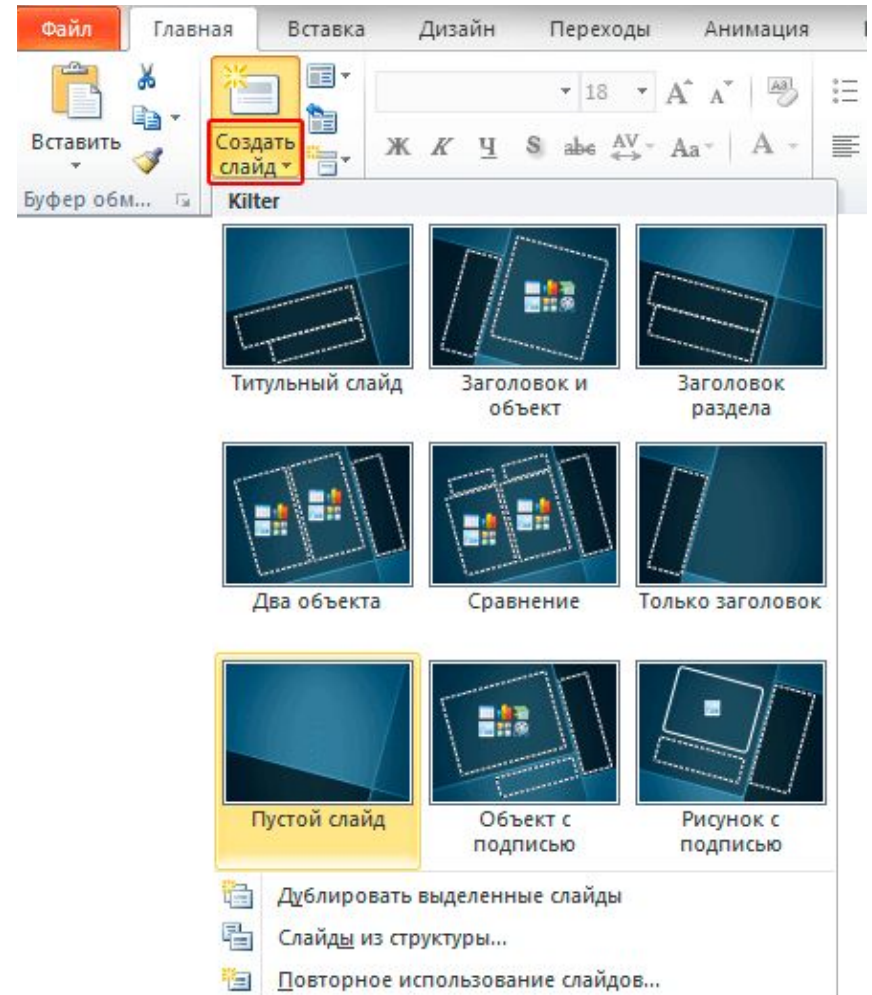 Файл Главная Вставка Дизайн Переходы Анимация
18 А А Aa
Вставить
Создать слайд
Ж К Ч S abc AV Aa А
Буфер обм...
Kilter
Титульный слайд
Заголовок и объект
Заголовок раздела
Два объекта
Сравнение
Только заголовок
Пустой слайд
Объект с подписью
Рисунок с подписью
Дублировать выделенные слайды
Слайды из структуры...
Повторное использование слайдов...